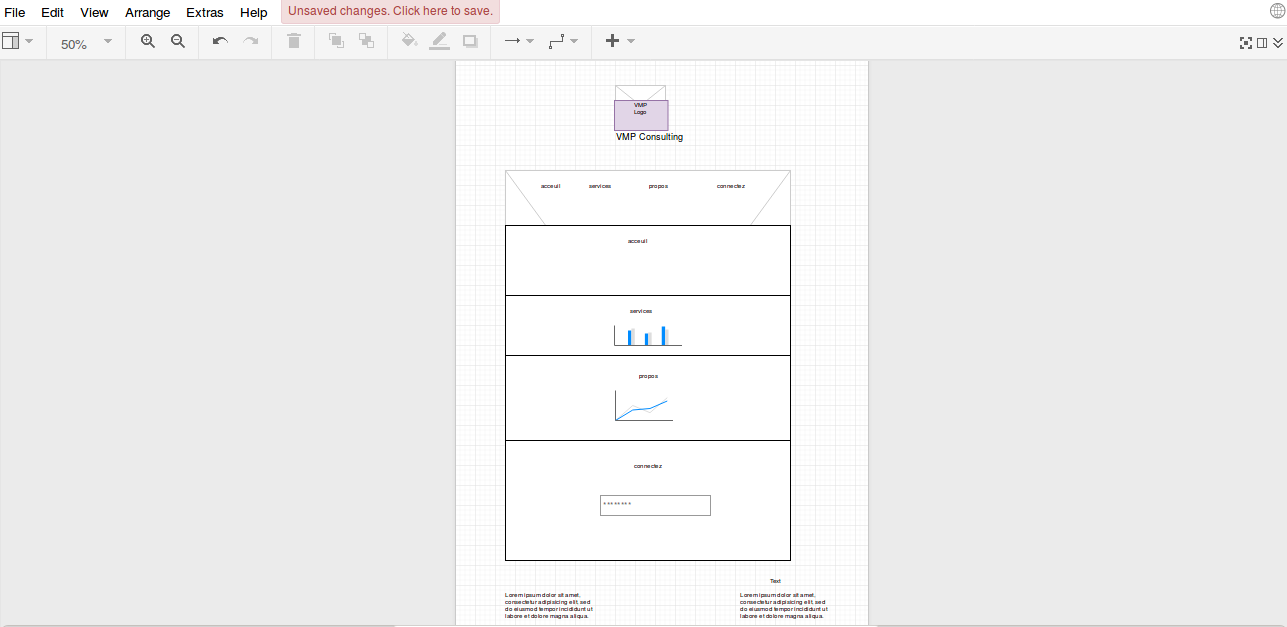 File Edit View Arrange Extras Help Unsaved changes. Click here to save.
50%
VMP
Logo
VMP Consulting
acceuil services propos connectez
acceuil
services
propos
connectez
********
Text
Lorem ipsum dolor sit amet,
consectetur adipisicing elit, sed
do eiusmod tempor incididunt ut
labore et dolore magna aliqua.
Lorem ipsum dolor sit amet,
consectetur adipisicing elit, sed
do eiusmod tempor incididunt ut
labore et dolore magna aliqua.